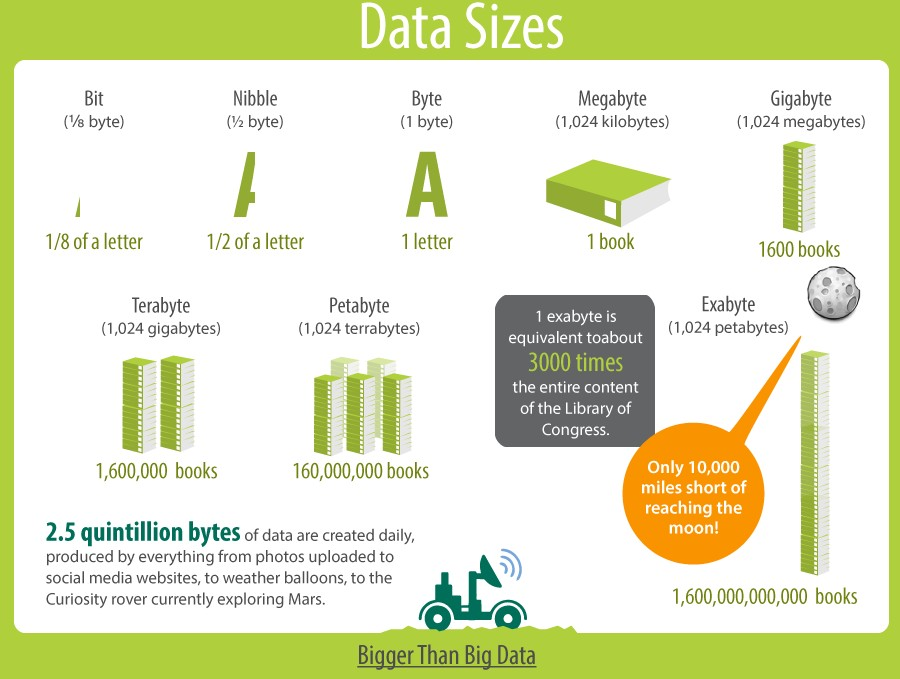 Data Sizes
Bit
(⅛ byte)
1/8 of a letter
Nibble
(½ byte)
1/2 of a letter
Byte
(1 byte)
A
1 letter
Megabyte
(1,024 kilobytes)
1 book
Gigabyte
(1,024 megabytes)
1600 books
Terabyte
(1,024 gigabytes)
1,600,000 books
Petabyte
(1,024 terrabytes)
160,000,000 books
1 exabyte is
equivalent toabout
3000 times
the entire content
of the Library of
Congress.
Exabyte
(1,024 petabytes)
Only 10,000
miles short of
reaching the
moon!
1,600,000,000,000 books
2.5 quintillion bytes of data are created daily,
produced by everything from photos uploaded to
social media websites, to weather balloons, to the
Curiosity rover currently exploring Mars.
Bigger Than Big Data